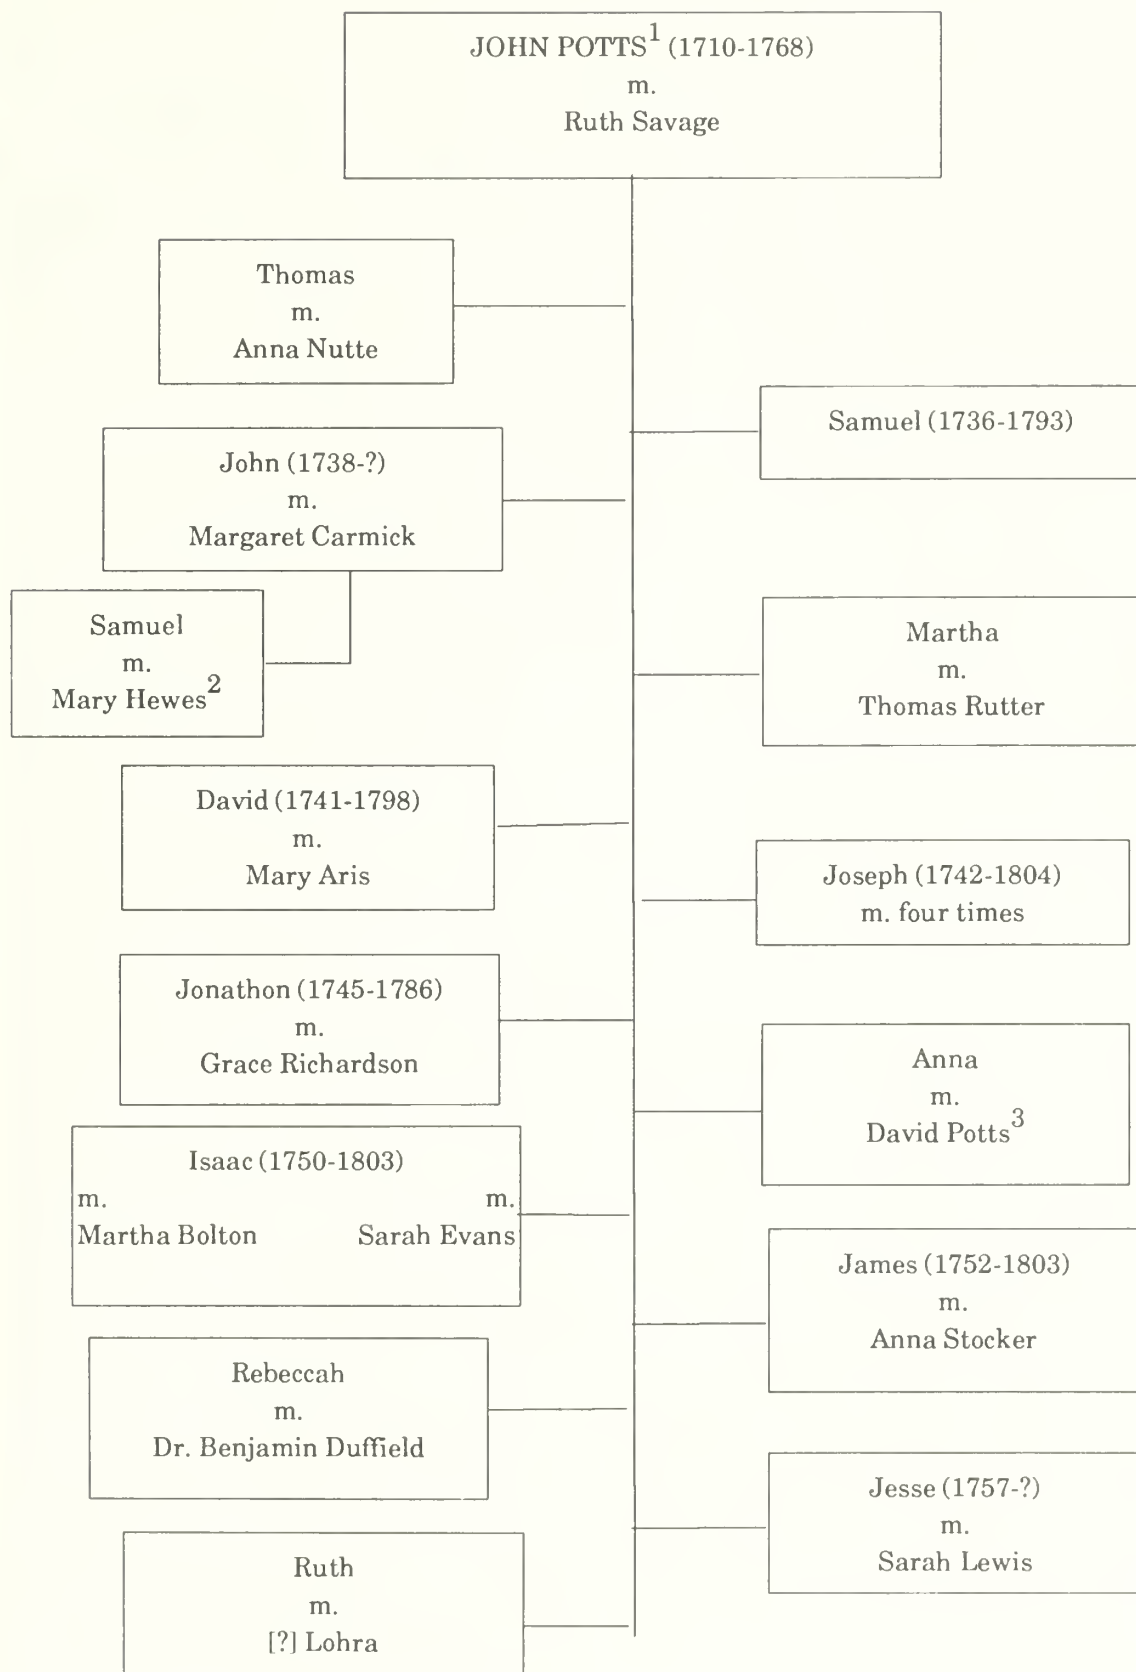 JOHN POTTS1 (1710-1768)
m.
Ruth Savage
Thomas
m.
Anna Nutte
Samuel (1736-1793)
John (1738-?)
m.
Margaret Carmick
Samuel
m.
Mary Hewes2
Martha
m.
Thomas Rutter
David (1741-1798)
m.
Mary Aris
Joseph (1742-1804)
m. four times
Jonathon (1745-1786)
m.
Grace Richardson
Anna
m.
David Potts3
Isaac (1750-1803)
m. m.
Martha Bolton Sarah Evans
James (1752-1803)
m.
Anna Stocker
Rebeccah
m.
Dr. Benjamin Duffield
Jesse (1757-?)
m.
Sarah Lewis
Ruth
m.
[?] Lohra